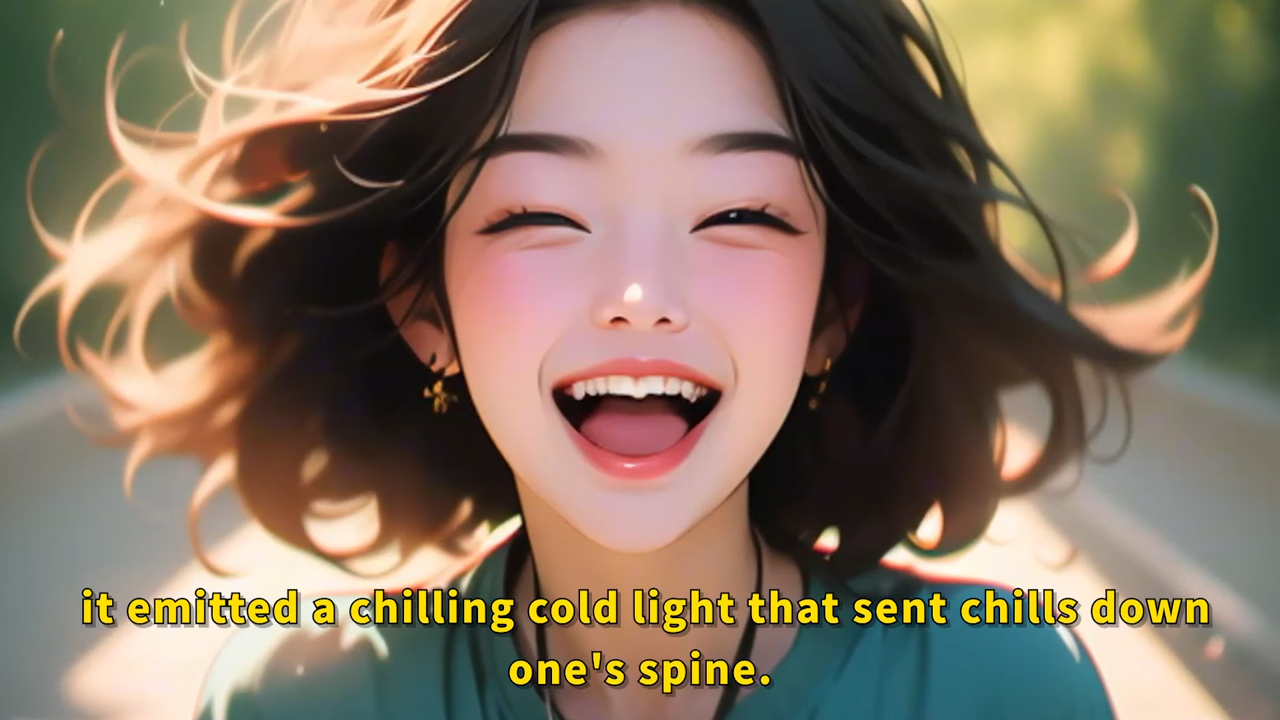 it emitted a chilling cold light that sent chills down
one's spine.